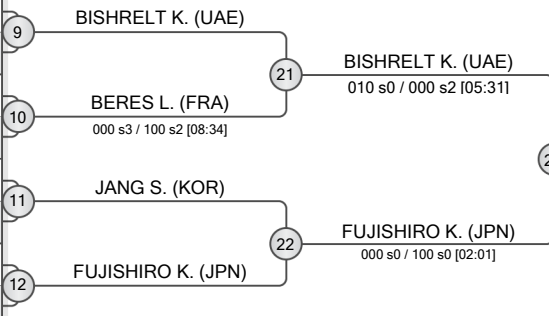 9
BISHRELT K. (UAE)
21
BISHRELT K. (UAE)
010 s0 / 000 s2 [05:31]
10
BERES L. (FRA)
000 s3 / 100 s2 [08:34]
11
JANG S. (KOR)
22
FUJISHIRO K. (JPN)
000 s0 / 100 s0 [02:01]
12
FUJISHIRO K. (JPN)